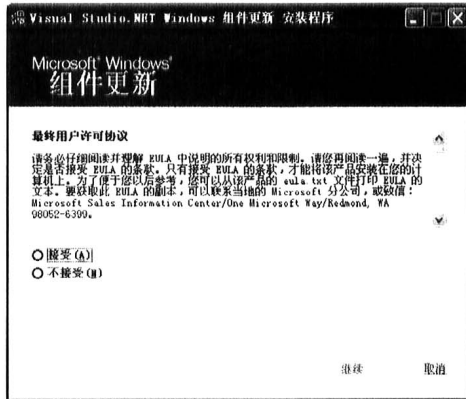 Visual Studio.NET Windows 组件更新 安装程序
Microsoft Windows
组件更新
最终用户许可协议
请务必仔细阅读并理解 EULA 中说明的所有权利和限制。请您再阅读一遍，并决
定是否接受 EULA 的条款。只有接受 EULA 的条款，才能将该产品安装在您的计
算机上。为了便于您以后参考，您可以从该产品的 eula.txt 文件打印 EULA 的
文本。要获取此 EULA 的副本，可以联系当地的 Microsoft 分公司，或致信：
Microsoft Sales Information Center/One Microsoft Way/Redmond, WA
98052-6399。
接受(A)
不接受(N)
继续 取消